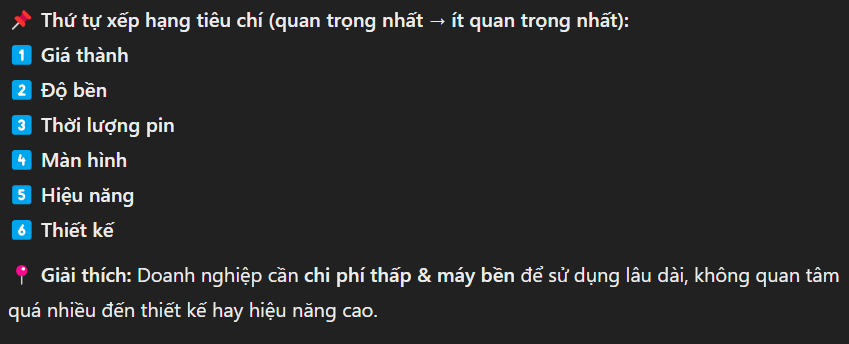 📌 Thứ tự xếp hạng tiêu chí (quan trọng nhất → ít quan trọng nhất):
1️⃣ Giá thành
2️⃣ Độ bền
3️⃣ Thời lượng pin
4️⃣ Màn hình
5️⃣ Hiệu năng
6️⃣ Thiết kế
📍 Giải thích: Doanh nghiệp cần chi phí thấp & máy bền để sử dụng lâu dài, không quan tâm
quá nhiều đến thiết kế hay hiệu năng cao.